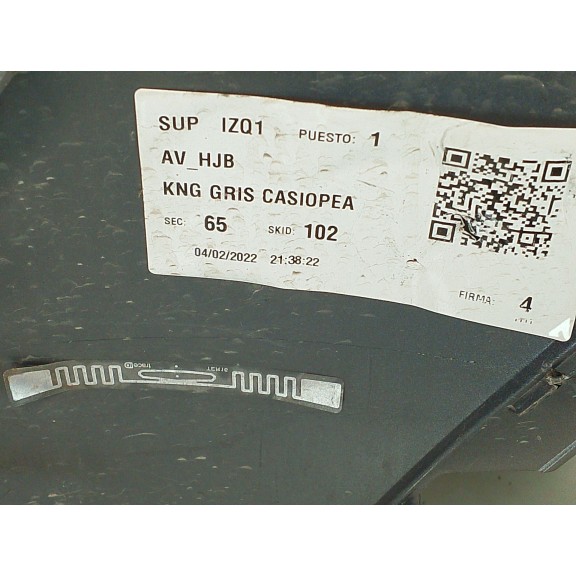 SUP IZQ1 PUESTO: 1
AV_HJB
KNG GRIS CASIOPEA
SEC: 65 SKID: 102
04/02/2022 21:38:22
FIRMA: 4
traceID